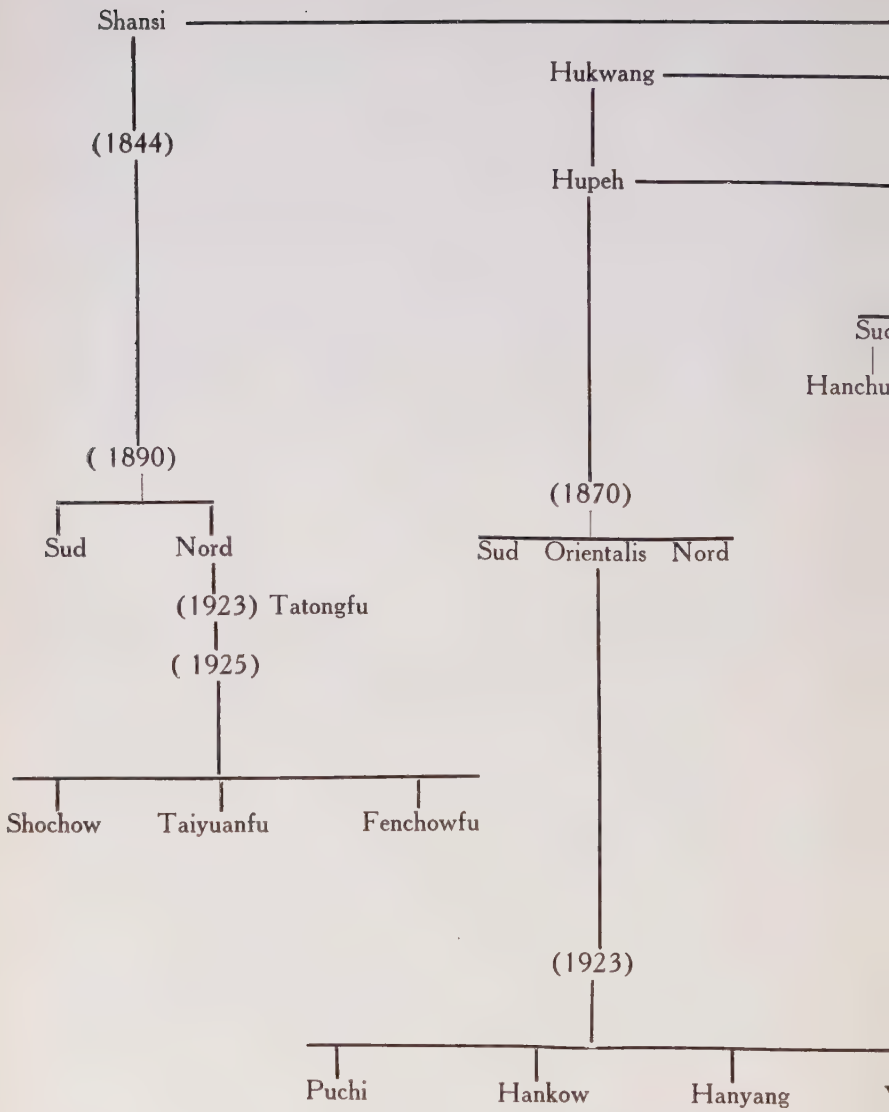 Shansi
Hukwang
(1844)
Hupeh
Hanchu
( 1890)
(1870)
Sud Nord
Sud Orientalis Nord
(1923) Tatongfu
( 1925)
Shochow Taiyuanfu Fenchowfu
(1923)
Puchi Hankow Hanyang